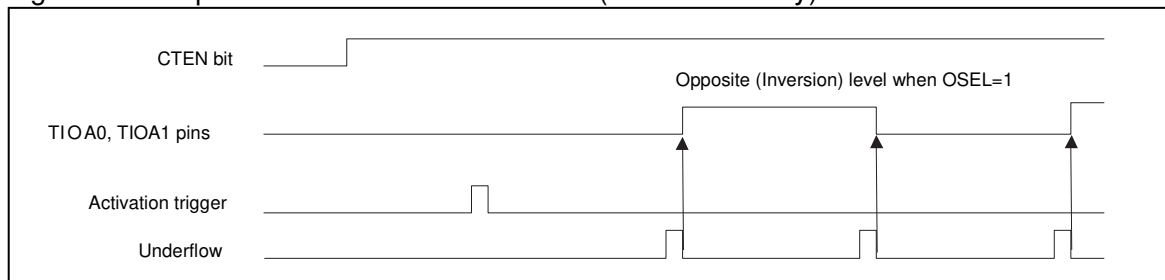 CTEN bit
Opposite (Inversion) level when OSEL=1
TIOA0, TIOA1 pins
Activation trigger
Underflow